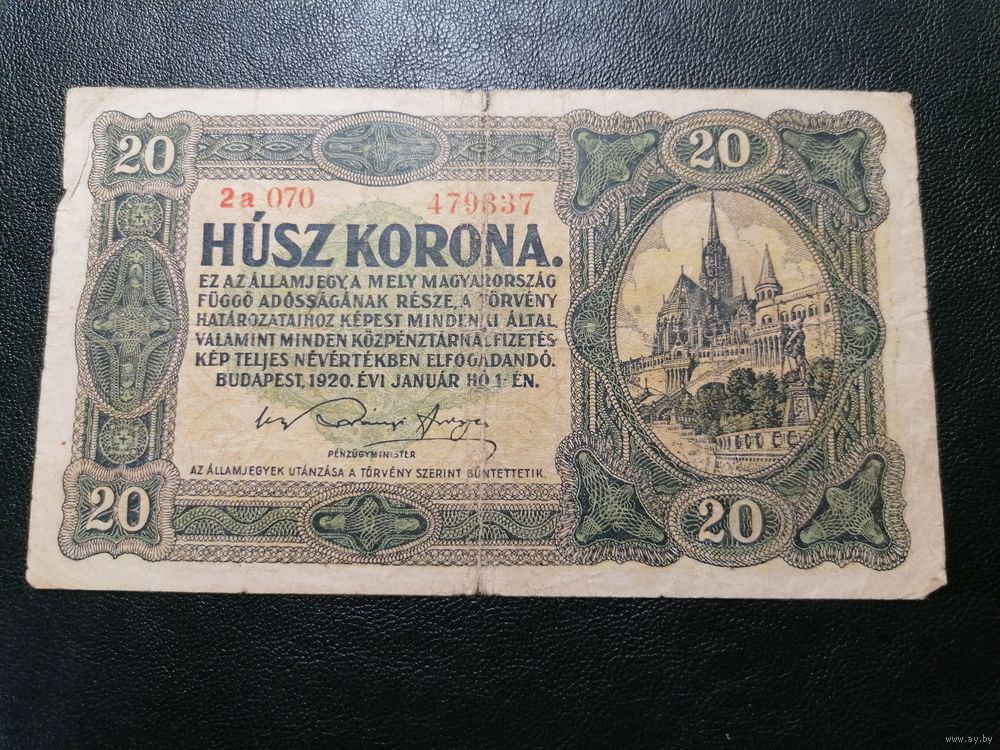 20
20
2a 070 479837
HÚSZ KORONA.
EZ AZ ÁLLAMJEGY, A MELY MAGYARORSZÁG
FÜGGŐ ADÓSSÁGÁNAK RÉSZE, A TÖRVÉNY
HATÁROZATAIHOZ KÉPEST MINDENKI ÁLTAL,
VALAMINT MINDEN KÖZPÉNZTÁRNÁL FIZETÉS-
KÉP TELJES NÉVÉRTÉKBEN ELFOGADANDÓ.
BUDAPEST, 1920. ÉVI JANUÁR HÓ 1-ÉN.
PÉNZÜGYMINISTER
AZ ÁLLAMJEGYEK UTÁNZÁSA A TÖRVÉNY SZERINT BÜNTETTETIK.
20
20
www.ay.by